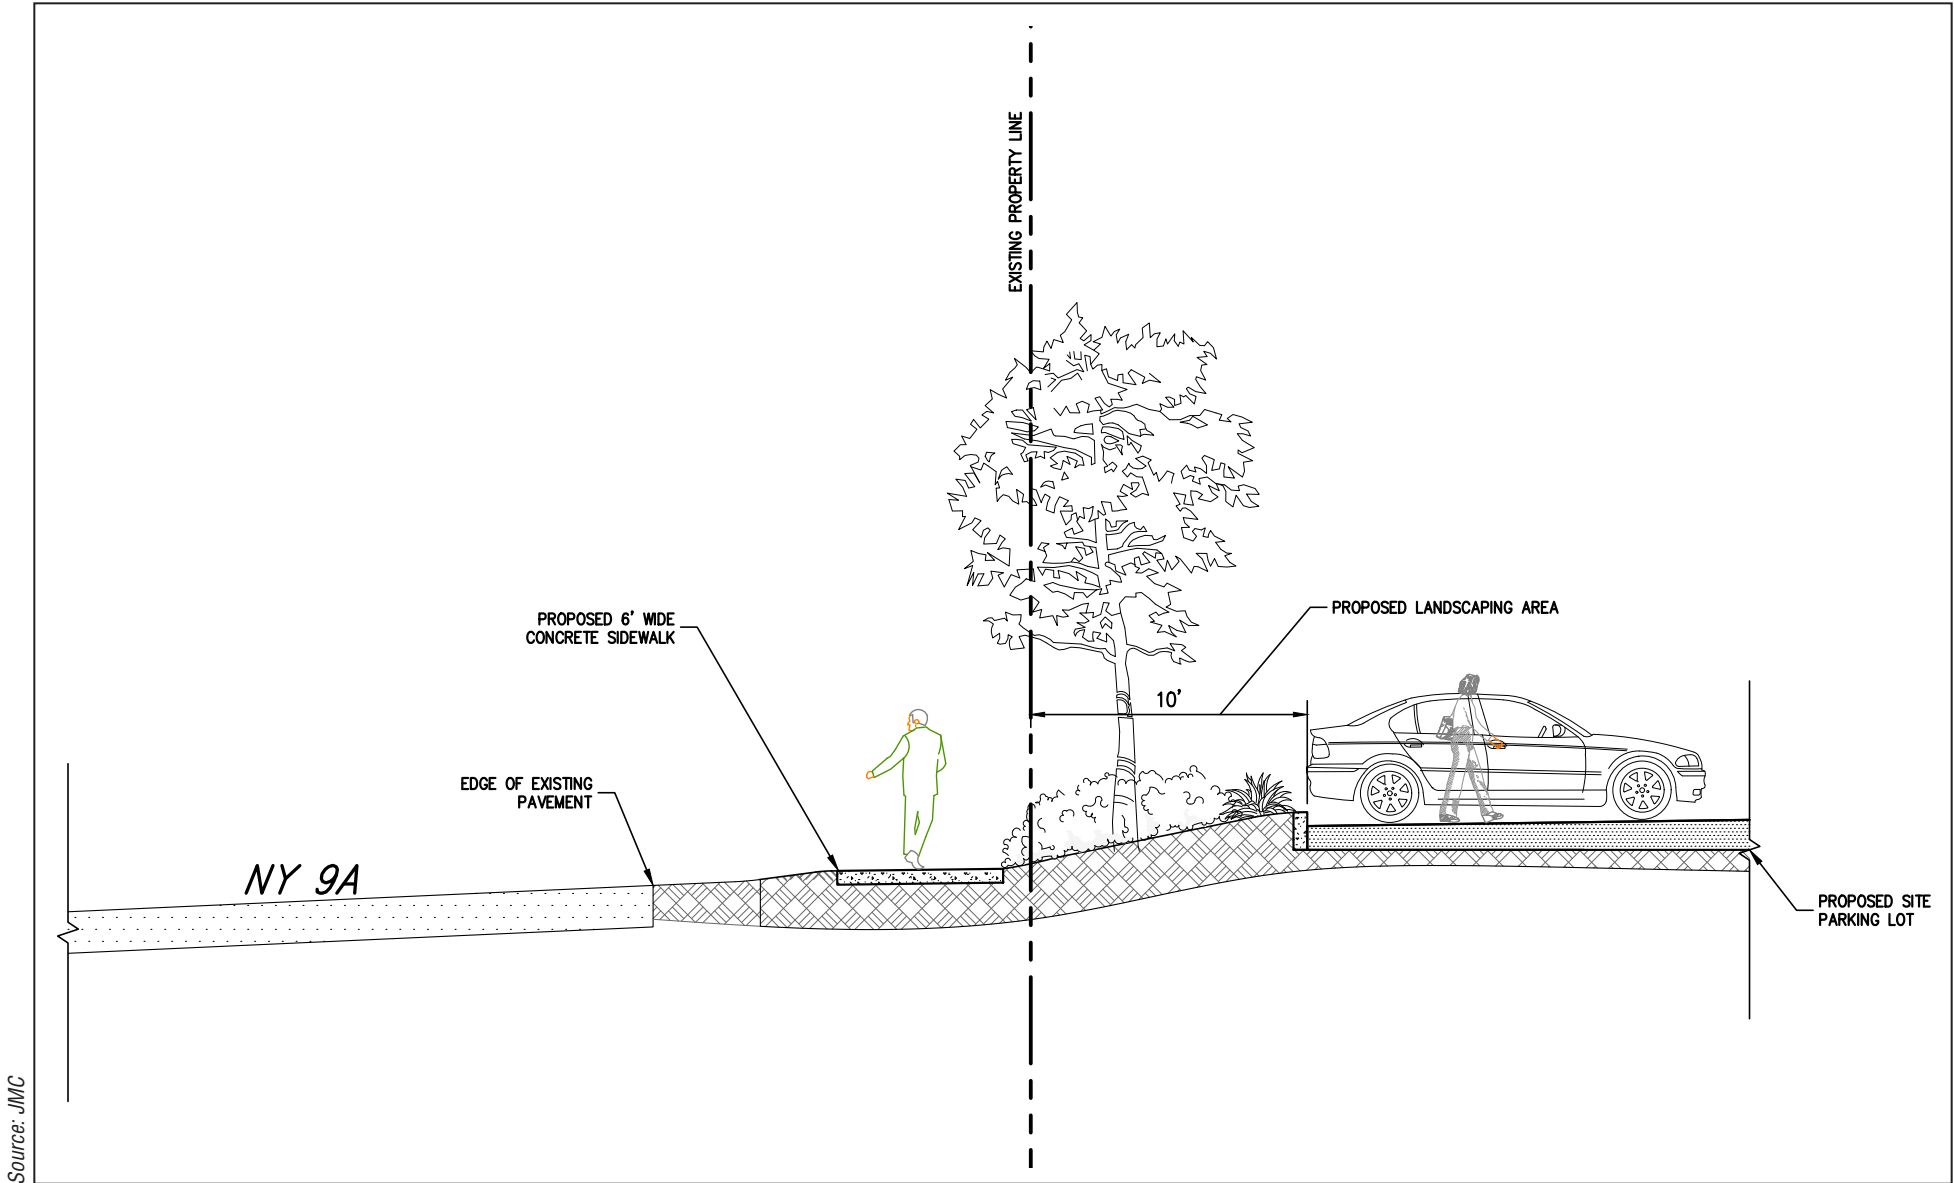 EXISTING PROPERTY LINE
PROPOSED 6' WIDE
CONCRETE SIDEWALK
PROPOSED LANDSCAPING AREA
10'
EDGE OF EXISTING
PAVEMENT
NY 9A
PROPOSED SITE
PARKING LOT
Source: JMC